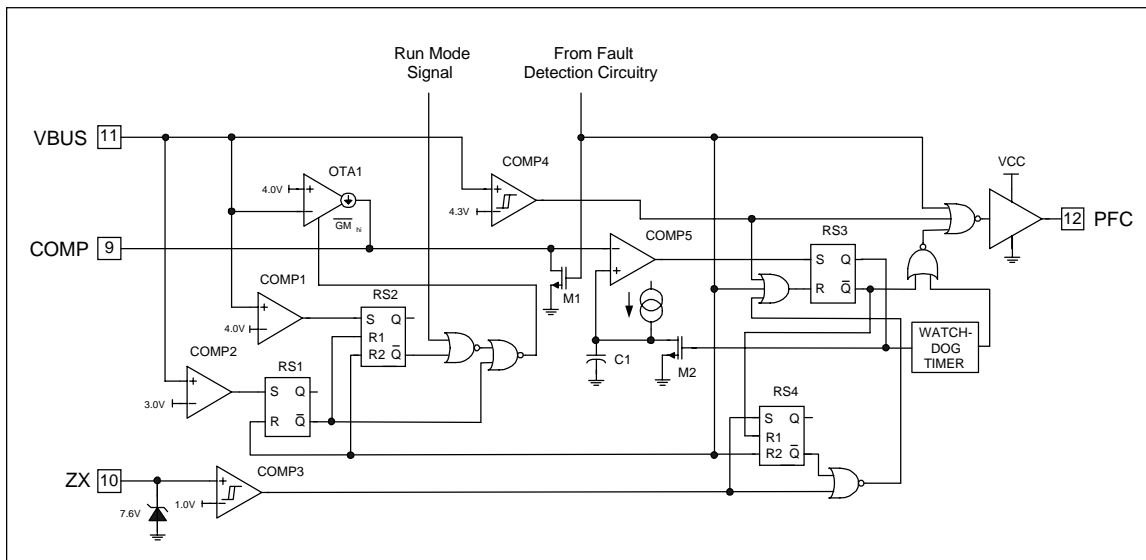 Run Mode
Signal
From Fault
Detection Circuitry
VBUS 11
VCC
OTA1
COMP4
4.0V + −
4.3V + −
GM hi
12 PFC
COMP 9
COMP5
RS3
− +
S Q
R Q
COMP1
RS2
M1
4.0V + −
S Q
R1
R2 Q
COMP2
C1
M2
WATCH-
DOG
TIMER
3.0V + −
RS1
S Q
R Q
RS4
S Q
R1
R2 Q
ZX 10
COMP3
1.0V + −
7.6V